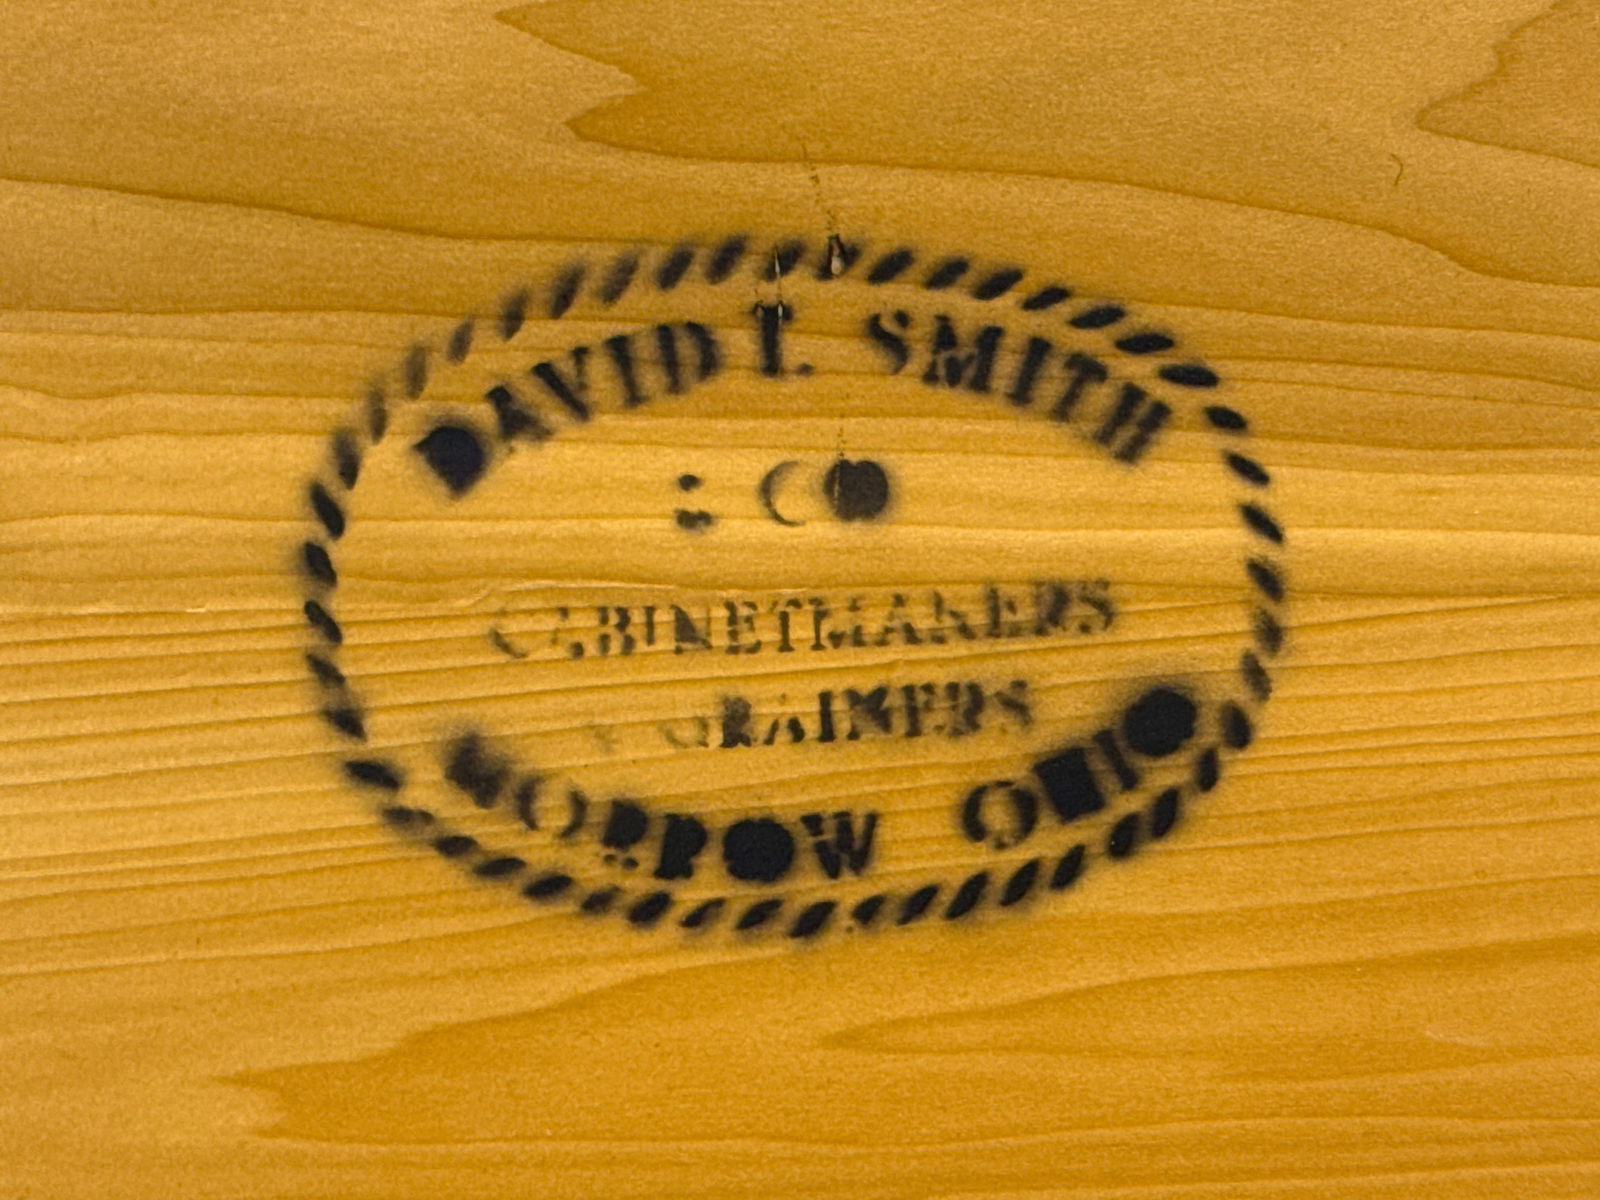 DAVID T. SMITH
& CO
CABINETMAKERS
& GRAINERS
MORROW OHIO